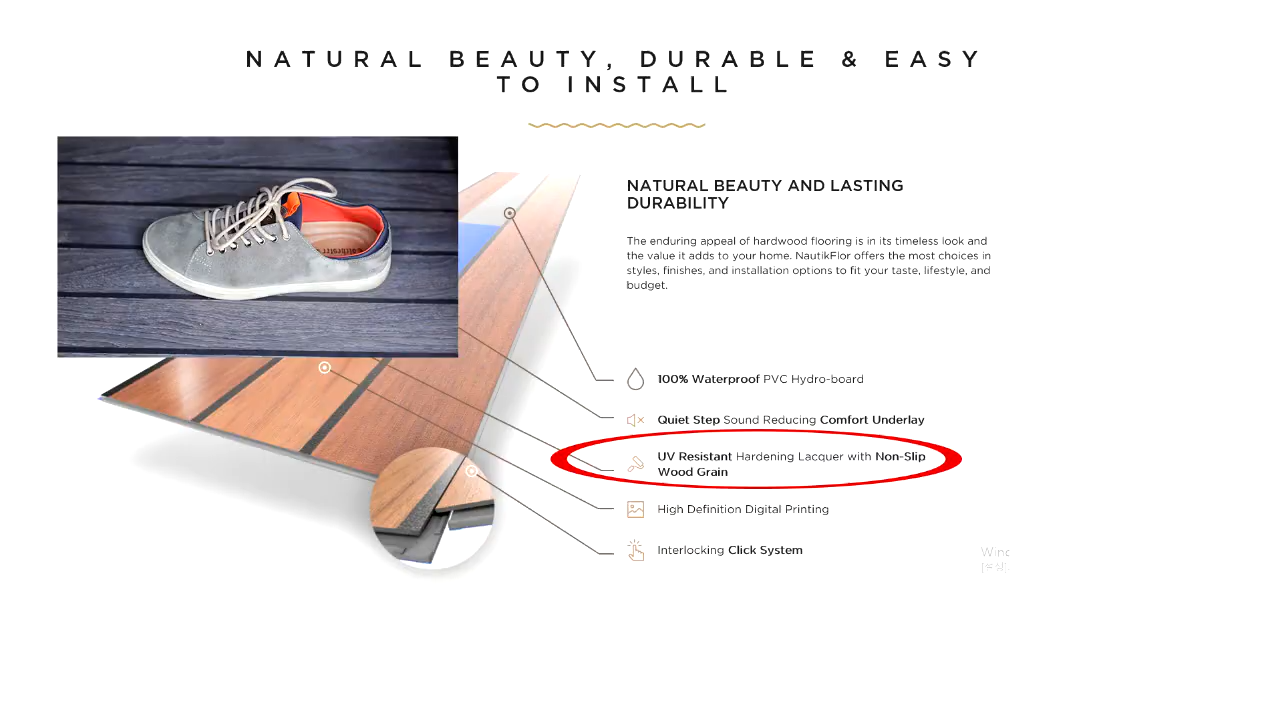 NATURAL BEAUTY, DURABLE & EASY
TO INSTALL
NATURAL BEAUTY AND LASTING
DURABILITY
The enduring appeal of hardwood flooring is in its timeless look and
the value it adds to your home. NautikFlor offers the most choices in
styles, finishes, and installation options to fit your taste, lifestyle, and
budget.
100% Waterproof PVC Hydro-board
Quiet Step Sound Reducing Comfort Underlay
UV Resistant Hardening Lacquer with Non-Slip
Wood Grain
High Definition Digital Printing
Interlocking Click System
Wind